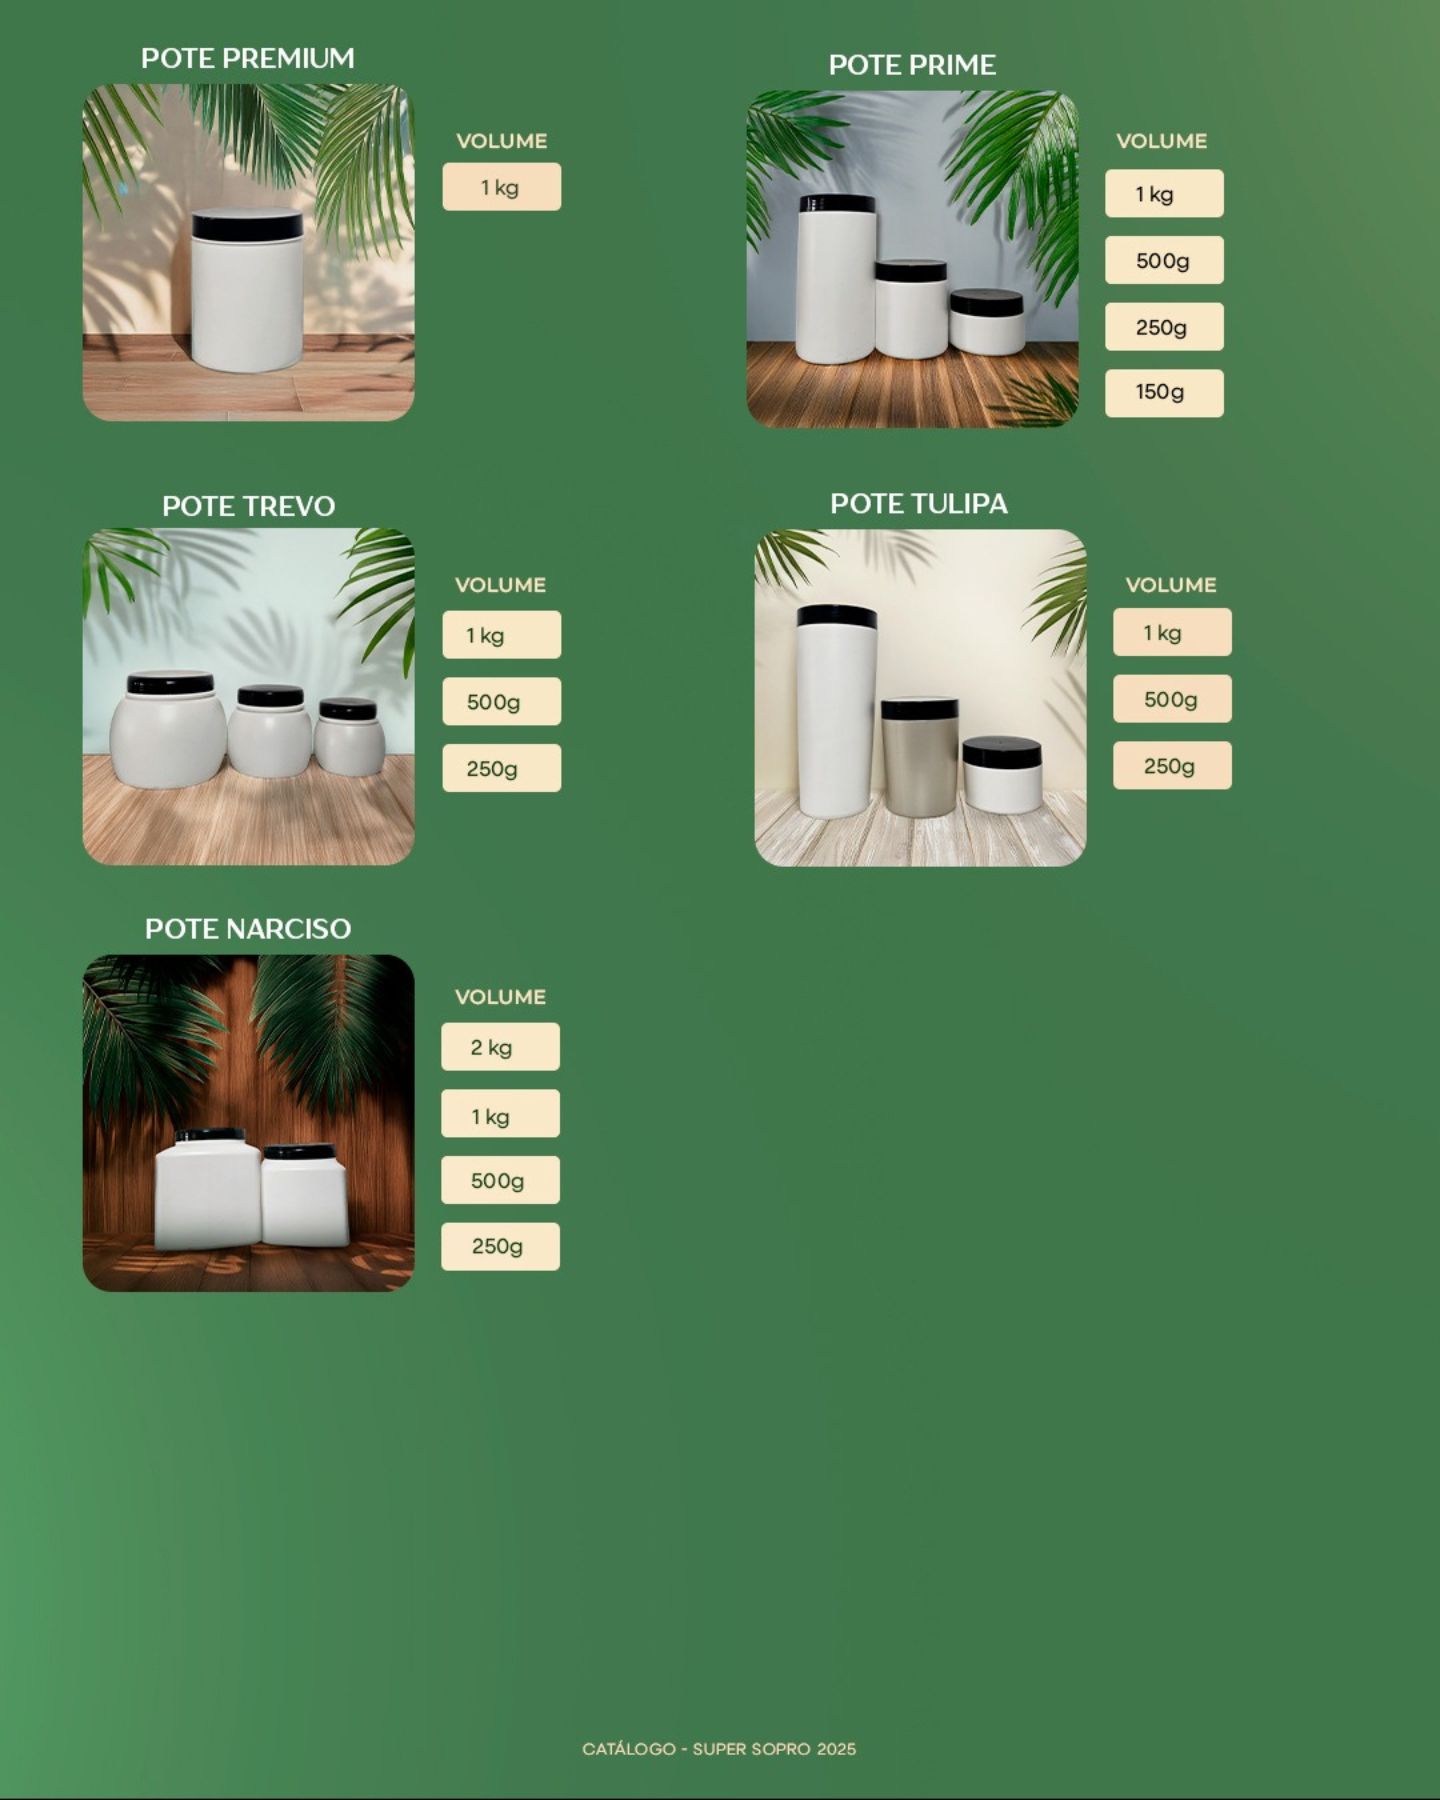 POTE PREMIUM
VOLUME
1 kg
POTE PRIME
VOLUME
1 kg
500g
250g
150g
POTE TREVO
VOLUME
1 kg
500g
250g
POTE TULIPA
VOLUME
1 kg
500g
250g
POTE NARCISO
VOLUME
2 kg
1 kg
500g
250g
CATÁLOGO - SUPER SOPRO 2025